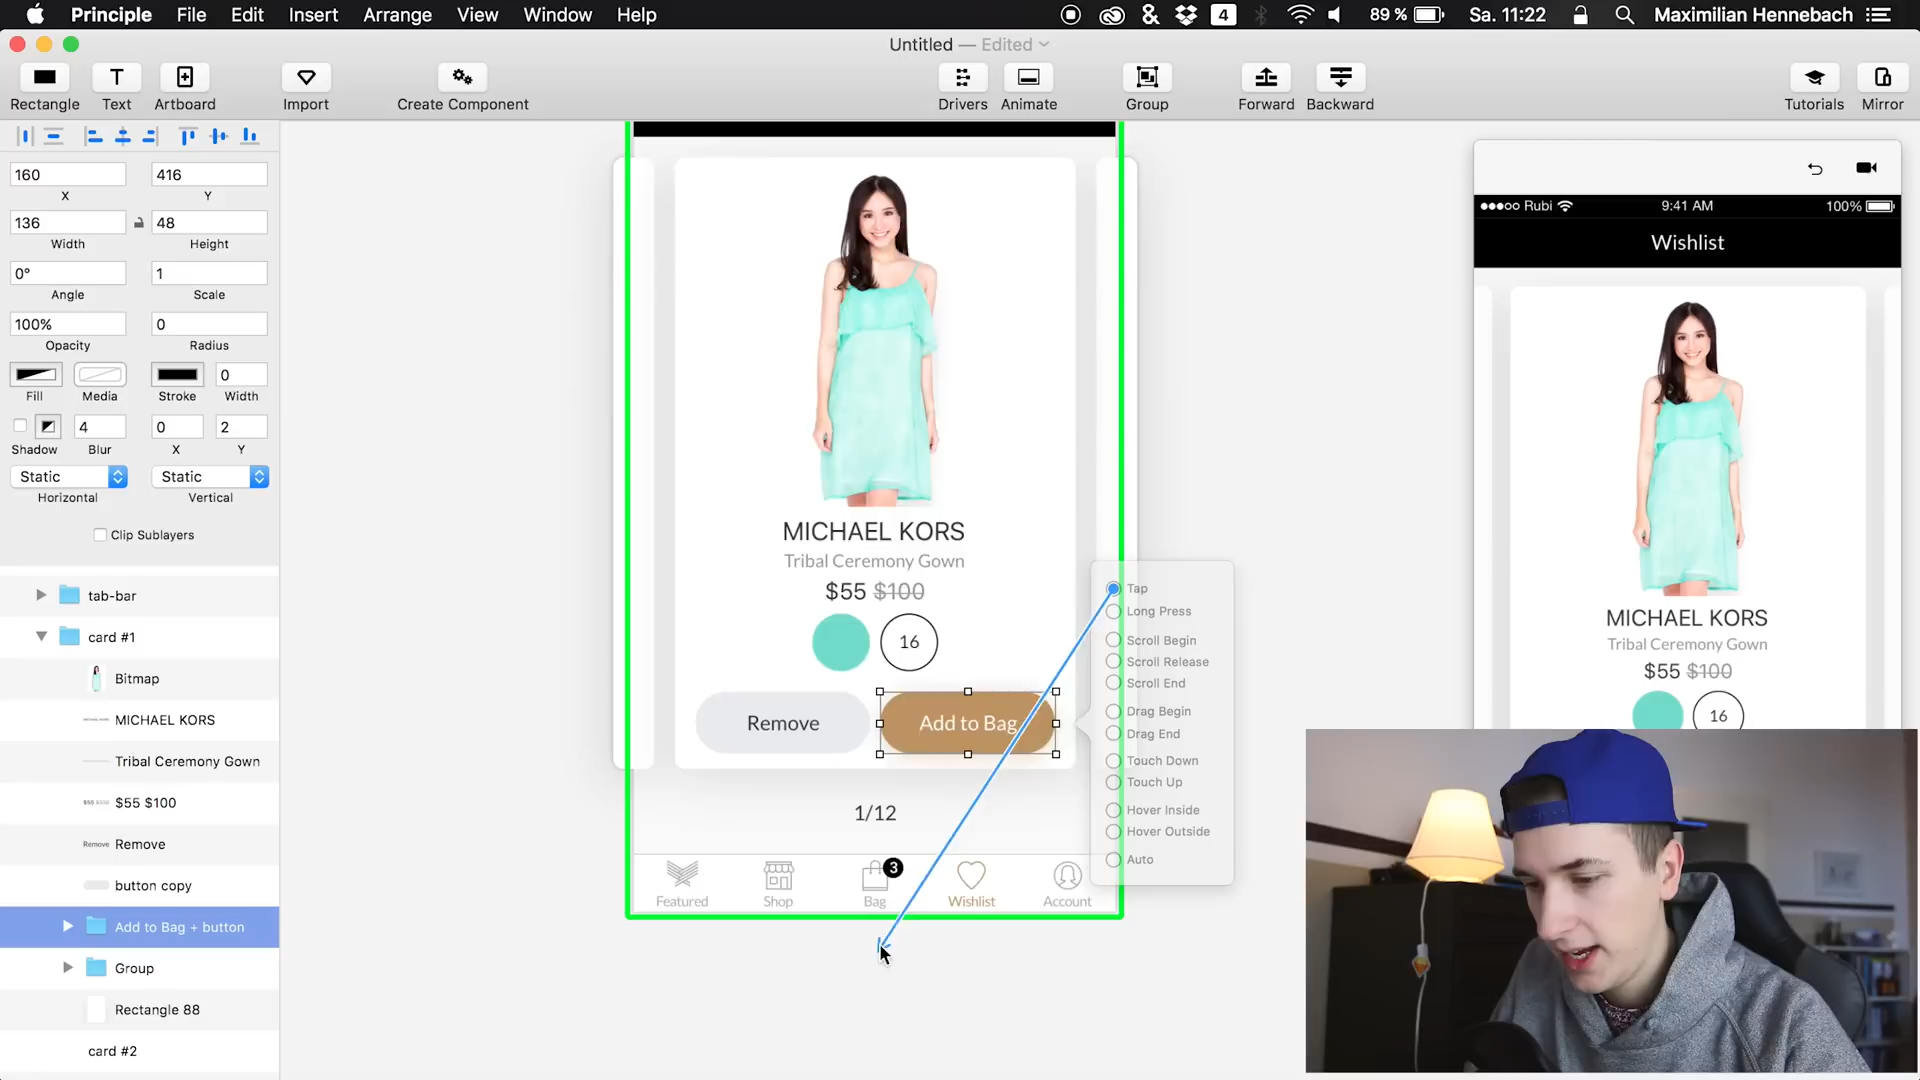 Principle File Edit Insert Arrange View Window Help 4 89 % Sa. 11:22 Maximilian Hennebach
Untitled — Edited
Rectangle Text Artboard Import Create Component Drivers Animate Group Forward Backward Tutorials Mirror
160 416
X Y
136 48
Width Height
0° 1
Angle Scale
100% 0
Opacity Radius
0
Fill Media Stroke Width
4 0 2
Shadow Blur X Y
Static Static
Horizontal Vertical
Clip Sublayers
tab-bar
card #1
Bitmap
MICHAEL KORS
Tribal Ceremony Gown
$55 $100
Remove
button copy
Add to Bag + button
Group
Rectangle 88
card #2
MICHAEL KORS
Tribal Ceremony Gown
$55 $100
16
Remove Add to Bag
1/12
3
Featured Shop Bag Wishlist Account
Tap
Long Press
Scroll Begin
Scroll Release
Scroll End
Drag Begin
Drag End
Touch Down
Touch Up
Hover Inside
Hover Outside
Auto
Rubi 9:41 AM 100%
Wishlist
MICHAEL KORS
Tribal Ceremony Gown
$55 $100
16